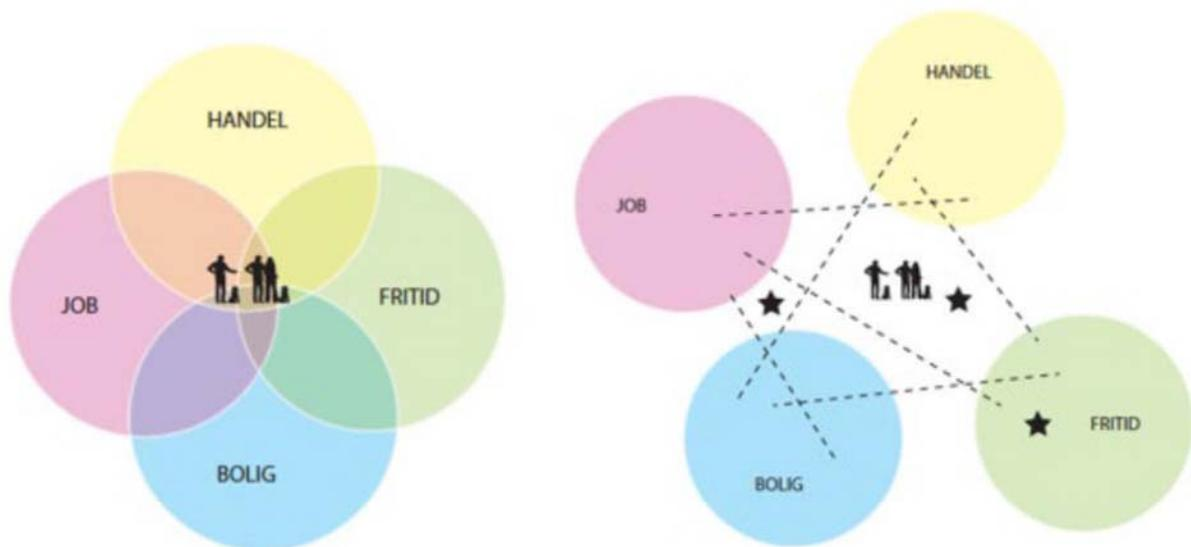 HANDEL
JOB
FRITID
BOLIG
HANDEL
JOB
BOLIG
FRITID